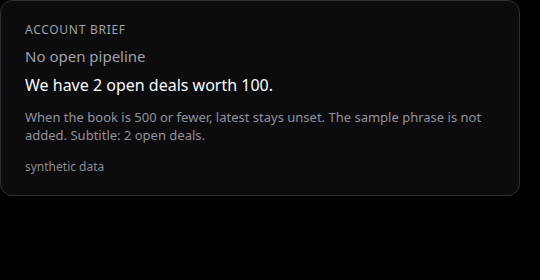 ACCOUNT BRIEF
No open pipeline
We have 2 open deals worth 100.
When the book is 500 or fewer, latest stays unset. The sample phrase is not
added. Subtitle: 2 open deals.
synthetic data